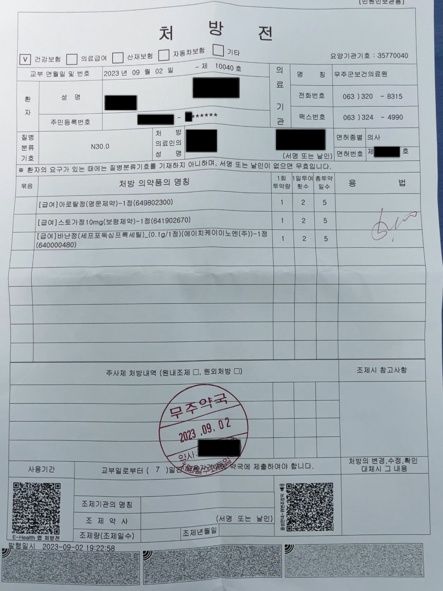 (민원인보관용)
처 방 전
V 건강보험 의료급여 산재보험 자동차보험 기타
요양기관기호 : 35770040
교부 연월일 및 번호 2023 년 09 월 02 일 - 제 10040 호
의료기관
명 칭 무주군보건의료원
환자
성 명
전화번호 063 ) 320 - 8315
주민등록번호 - ******
팩스번호 063 ) 324 - 4990
질병분류기호 N30.0
처 방 의료인의 성 명
(서명 또는 날인)
면허종별 의사
면허번호 제 호
※ 환자의 요구가 있는 때에는 질병분류기호를 기재하지 아니하며, 서명 또는 날인이 없으면 무효입니다.
묶음 처방 의약품의 명칭 1회 투약량 1일투여 횟수 총투약 일수 용 법
[급여]아로탈정(명문제약)-1정(649802300) 1 2 5
[급여]스토가정10mg(보령제약)-1정(641902670) 1 2 5
[급여]바난정(세프포독심프록세틸)_(0.1g/1정)(에이치케이이노엔(주))-1정 1 2 5
(640000480)
주사제 처방내역 (원내조제 □, 원외처방 □) 조제시 참고사항
무주약국
2023 .09. 0 2
사용기간 교부일로부터 ( 7 )일 약국에 제출하여야 합니다.
처방의 변경,수정,확인
대체시 그 내용
조제기관의 명칭
조 제 약 사 (서명 또는 날인)
조제량(조제일수) 조제년월일
E-Health 앱
발행일시 2023-09-02 19:22:58